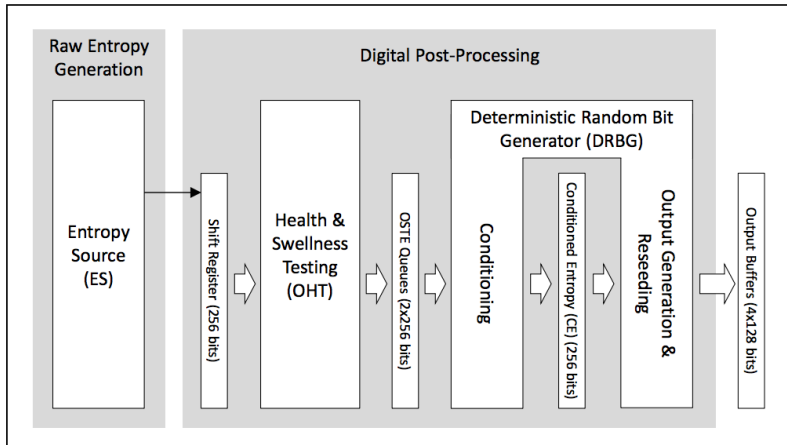 Raw Entropy
Generation
Digital Post-Processing
Entropy
Source
(ES)
Shift Register (256 bits)
Health &
Swellness
Testing
(OHT)
OSTE Queues (2x256 bits)
Deterministic Random Bit
Generator (DRBG)
Conditioning
Conditioned Entropy (CE) (256 bits)
Output Generation &
Reseeding
Output Buffers (4x128 bits)